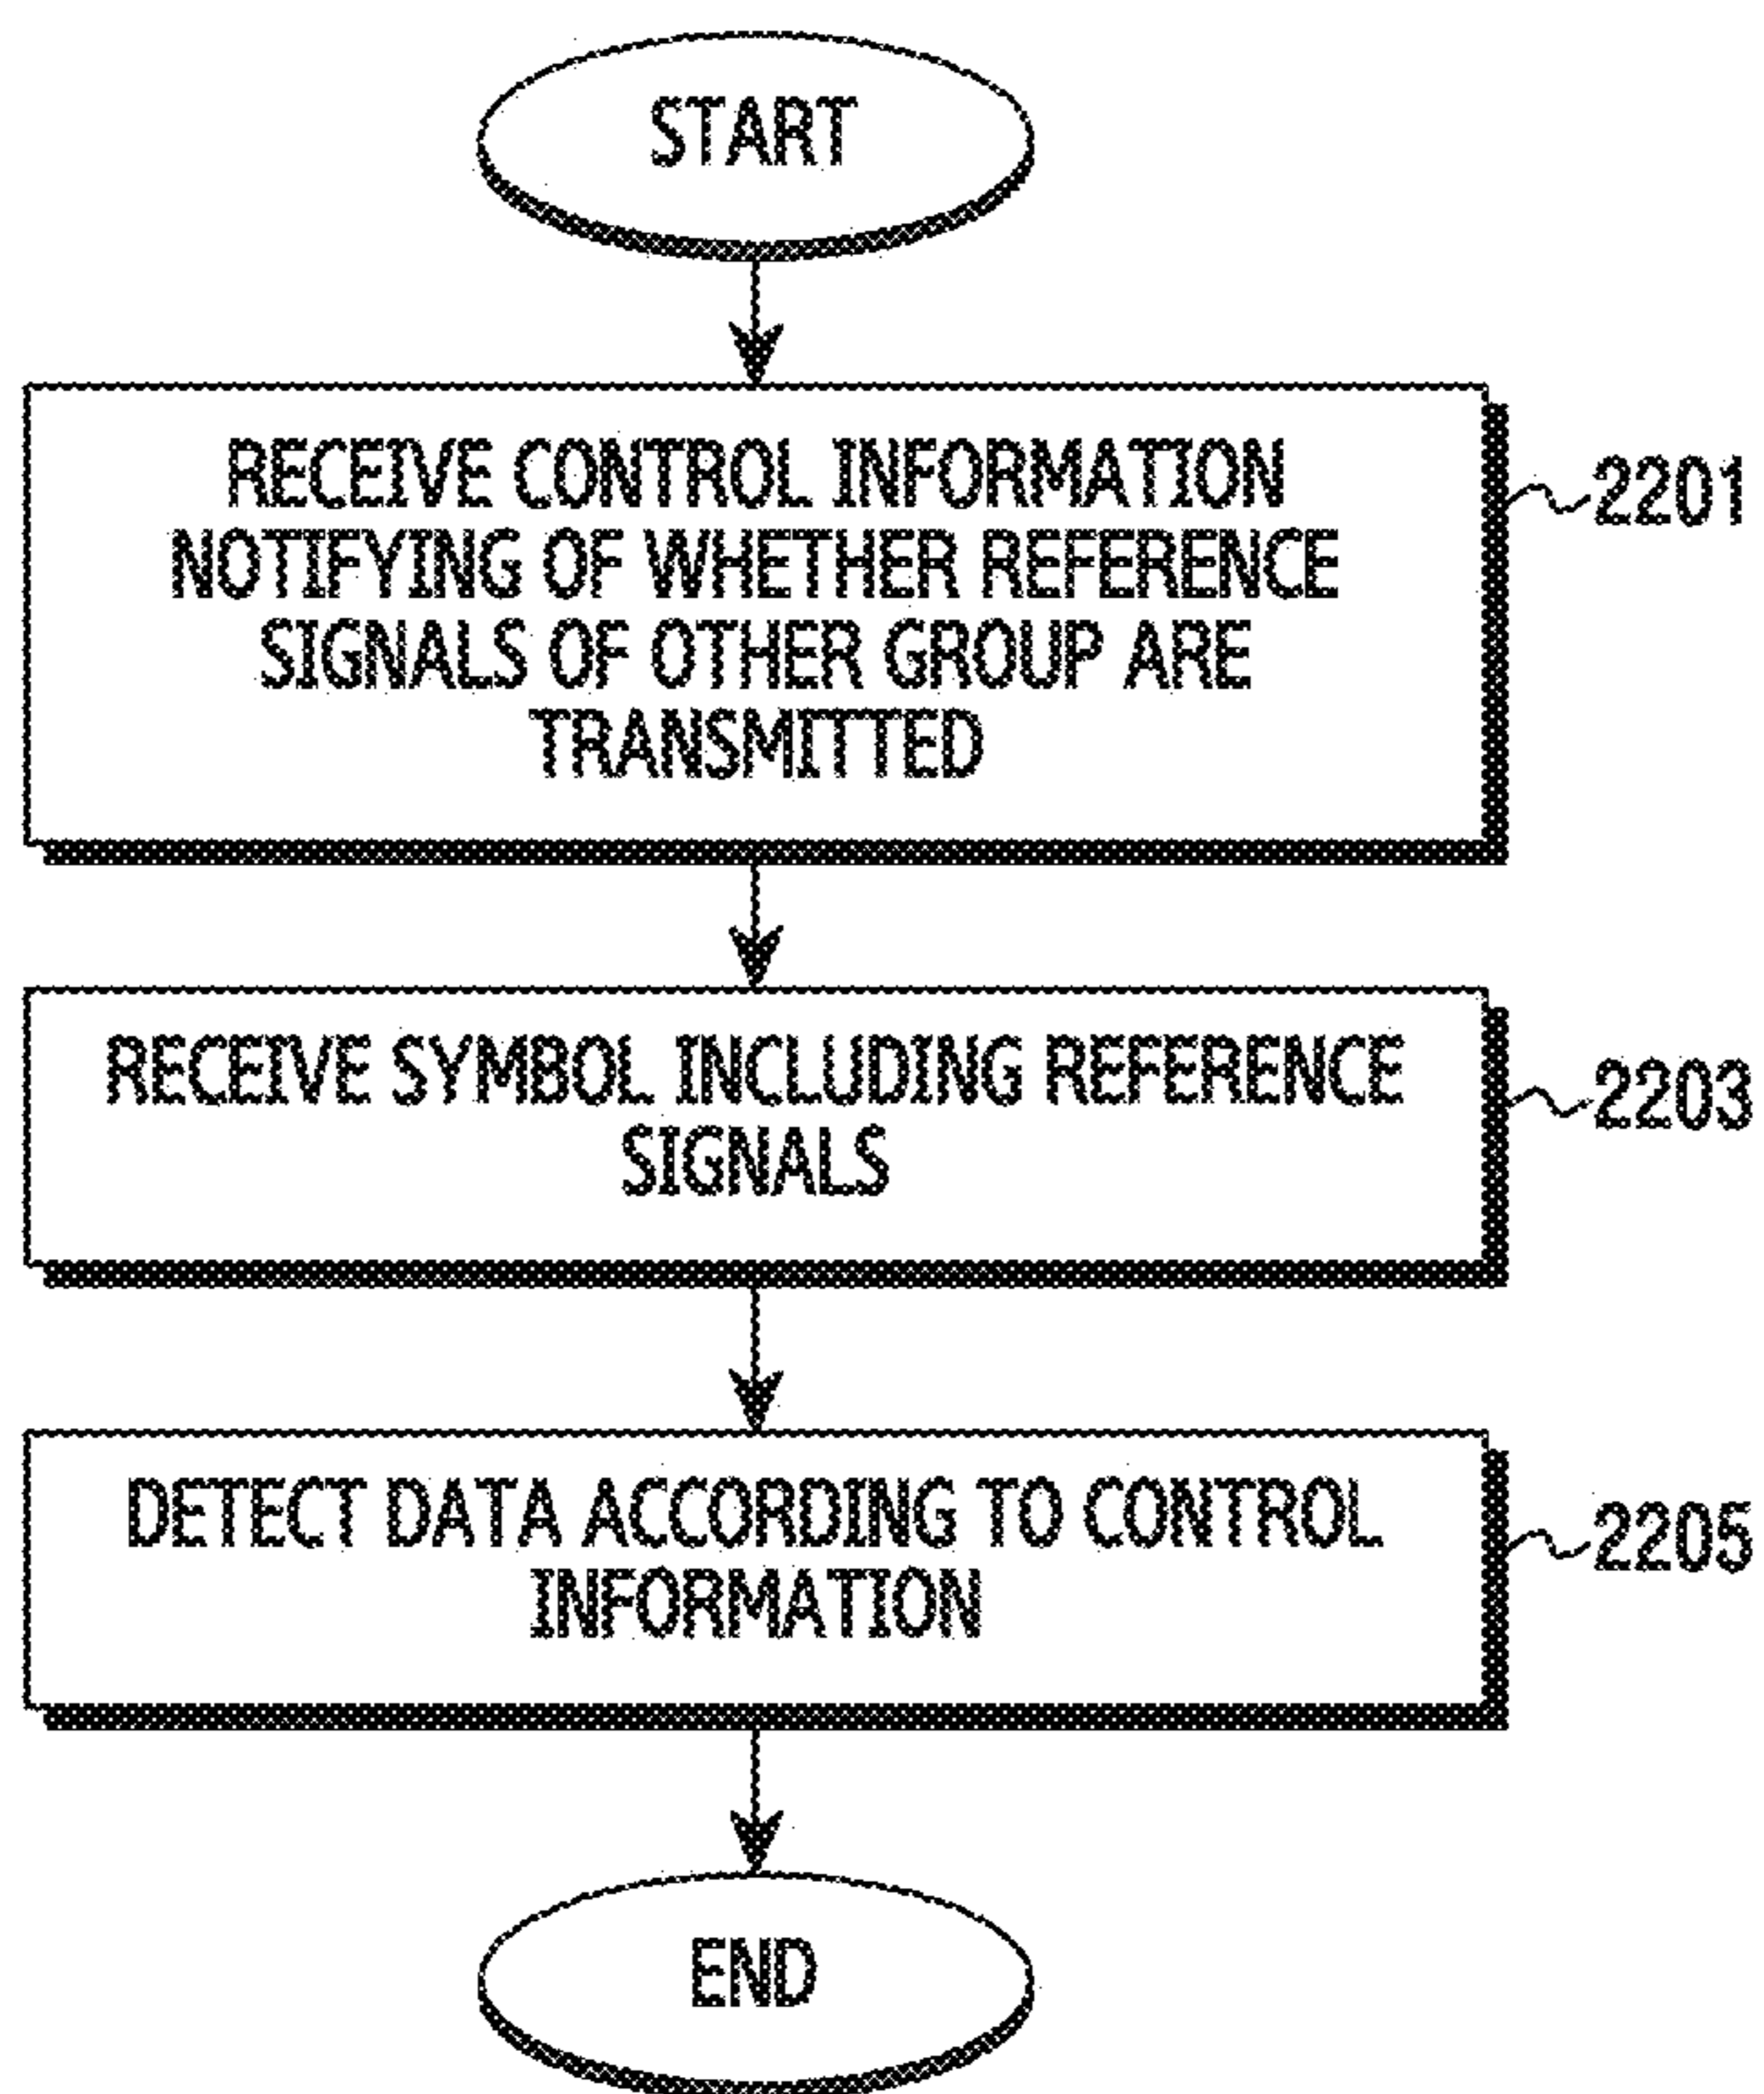 START
RECEIVE CONTROL INFORMATION
NOTIFYING OF WHETHER REFERENCE
SIGNALS OF OTHER GROUP ARE
TRANSMITTED
2201
RECEIVE SYMBOL INCLUDING REFERENCE
SIGNALS
2203
DETECT DATA ACCORDING TO CONTROL
INFORMATION
2205
END